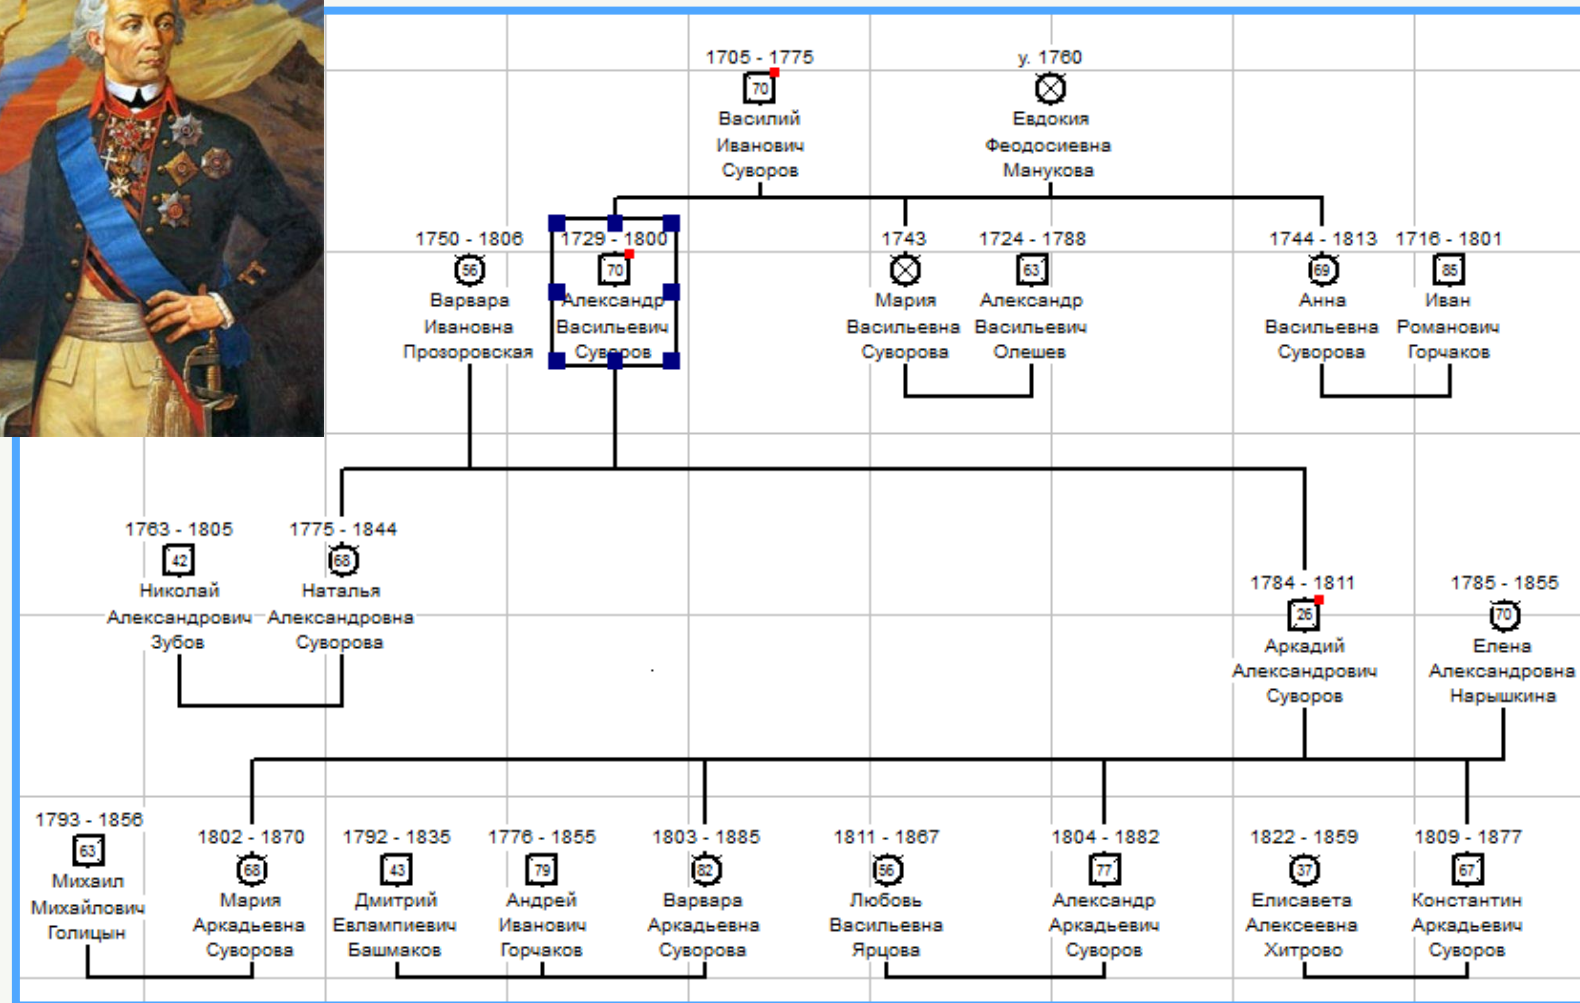 1705 - 1775
70
Василий
Иванович
Суворов
у. 1760
Евдокия
Феодосиевна
Манукова
1750 - 1806
56
Варвара
Ивановна
Прозоровская
1729 - 1800
70
Александр
Васильевич
Суворов
1743
Мария
Васильевна
Суворова
1724 - 1788
63
Александр
Васильевич
Олешев
1744 - 1813
69
Анна
Васильевна
Суворова
1716 - 1801
85
Иван
Романович
Горчаков
1763 - 1805
42
Николай
Александрович
Зубов
1775 - 1844
68
Наталья
Александровна
Суворова
1784 - 1811
26
Аркадий
Александрович
Суворов
1785 - 1855
70
Елена
Александровна
Нарышкина
1793 - 1856
63
Михаил
Михайлович
Голицын
1802 - 1870
68
Мария
Аркадьевна
Суворова
1792 - 1835
43
Дмитрий
Евлампиевич
Башмаков
1776 - 1855
79
Андрей
Иванович
Горчаков
1803 - 1885
82
Варвара
Аркадьевна
Суворова
1811 - 1867
56
Любовь
Васильевна
Ярцова
1804 - 1882
77
Александр
Аркадьевич
Суворов
1822 - 1859
37
Елисавета
Алексеевна
Хитрово
1809 - 1877
67
Константин
Аркадьевич
Суворов